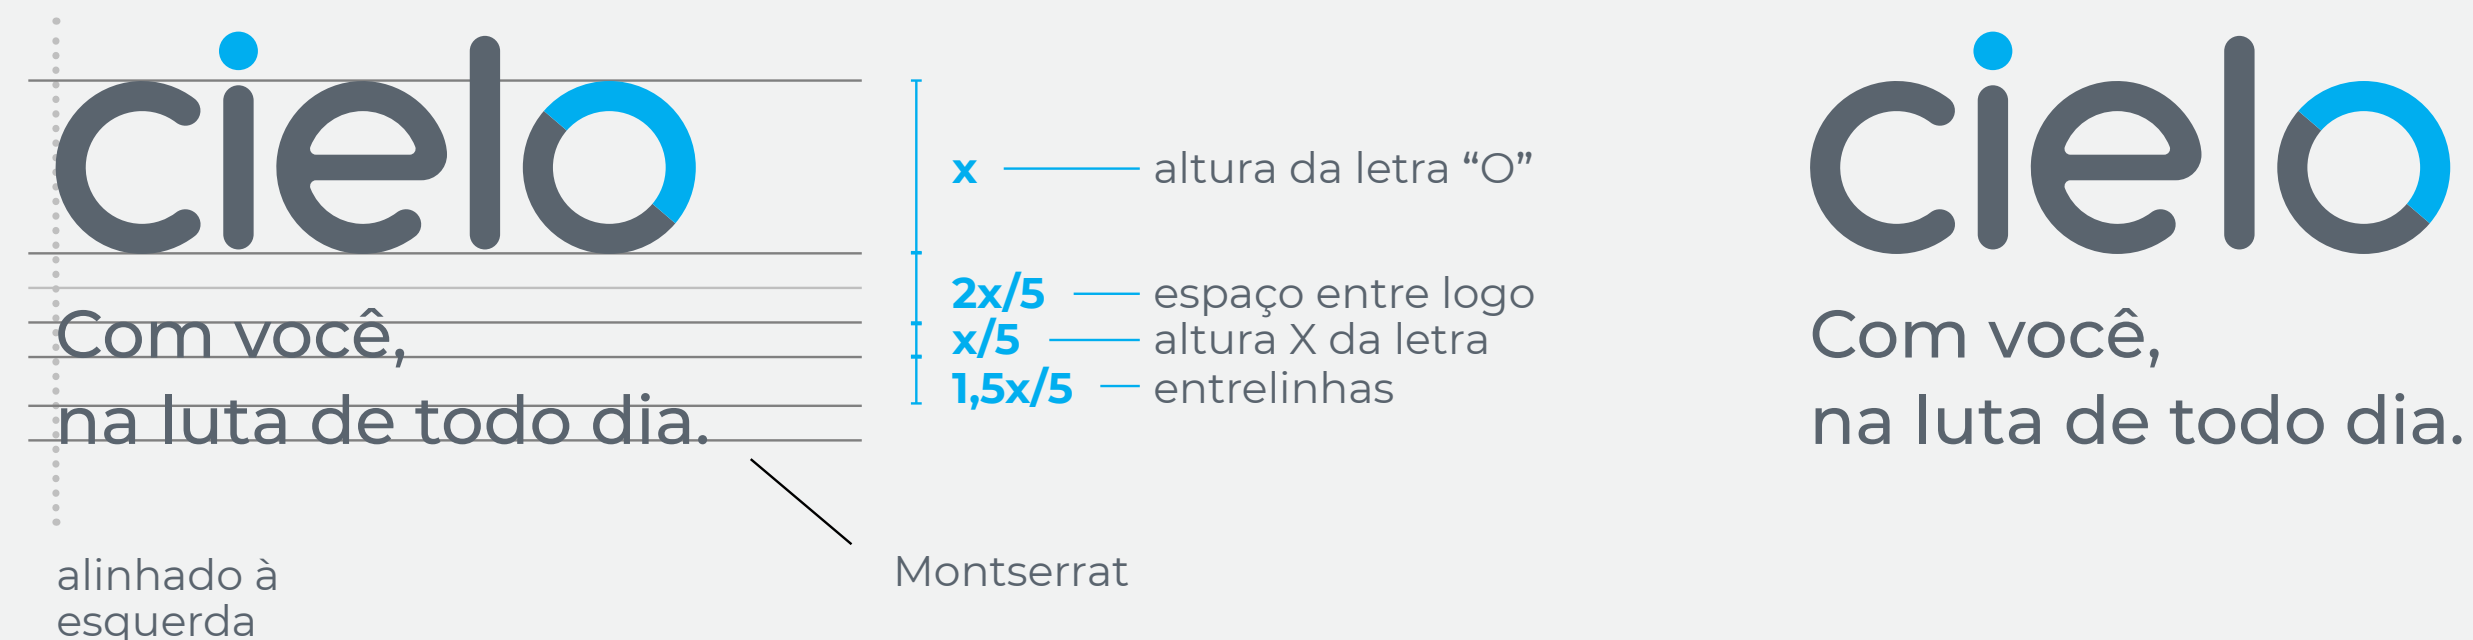 cielo
Com você,
na luta de todo dia.
alinhado à
esquerda
x altura da letra “O”
2x/5 espaço entre logo
x/5 altura X da letra
1,5x/5 entrelinhas
Montserrat
cielo
Com você,
na luta de todo dia.